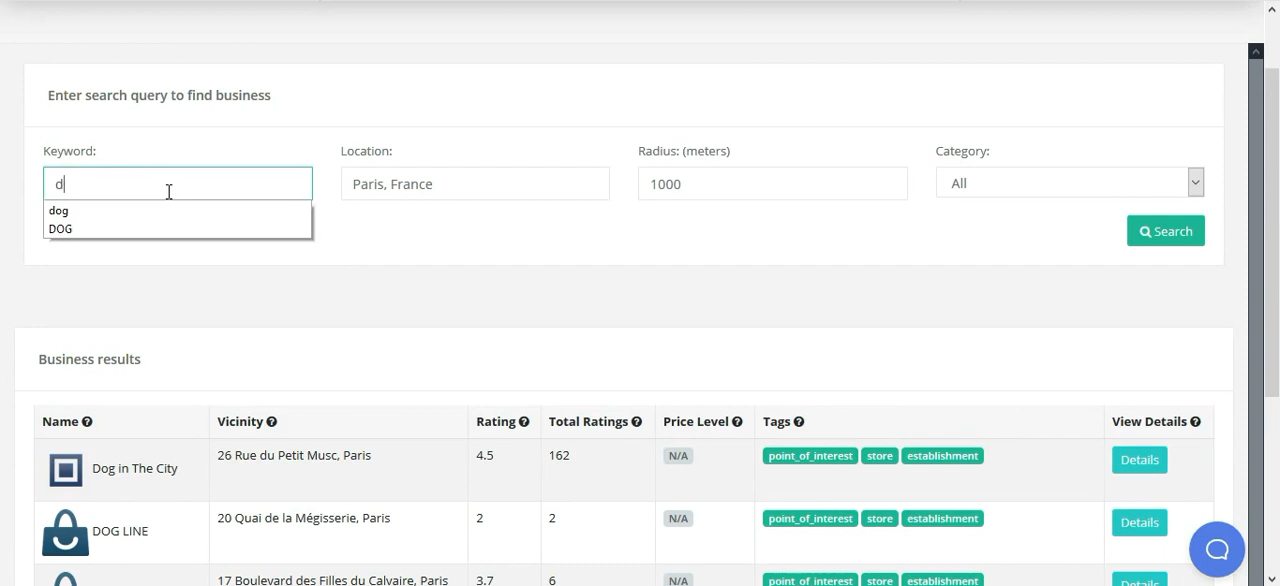 Enter search query to find business
Keyword: Location: Radius: (meters) Category:
d Paris, France 1000 All
dog
DOG
Search
Business results
Name Vicinity Rating Total Ratings Price Level Tags View Details
Dog in The City 26 Rue du Petit Musc, Paris 4.5 162 N/A point_of_interest store establishment Details
DOG LINE 20 Quai de la Mégisserie, Paris 2 2 N/A point_of_interest store establishment Details
17 Boulevard des Filles du Calvaire, Paris 3.7 6 N/A point_of_interest store establishment Details